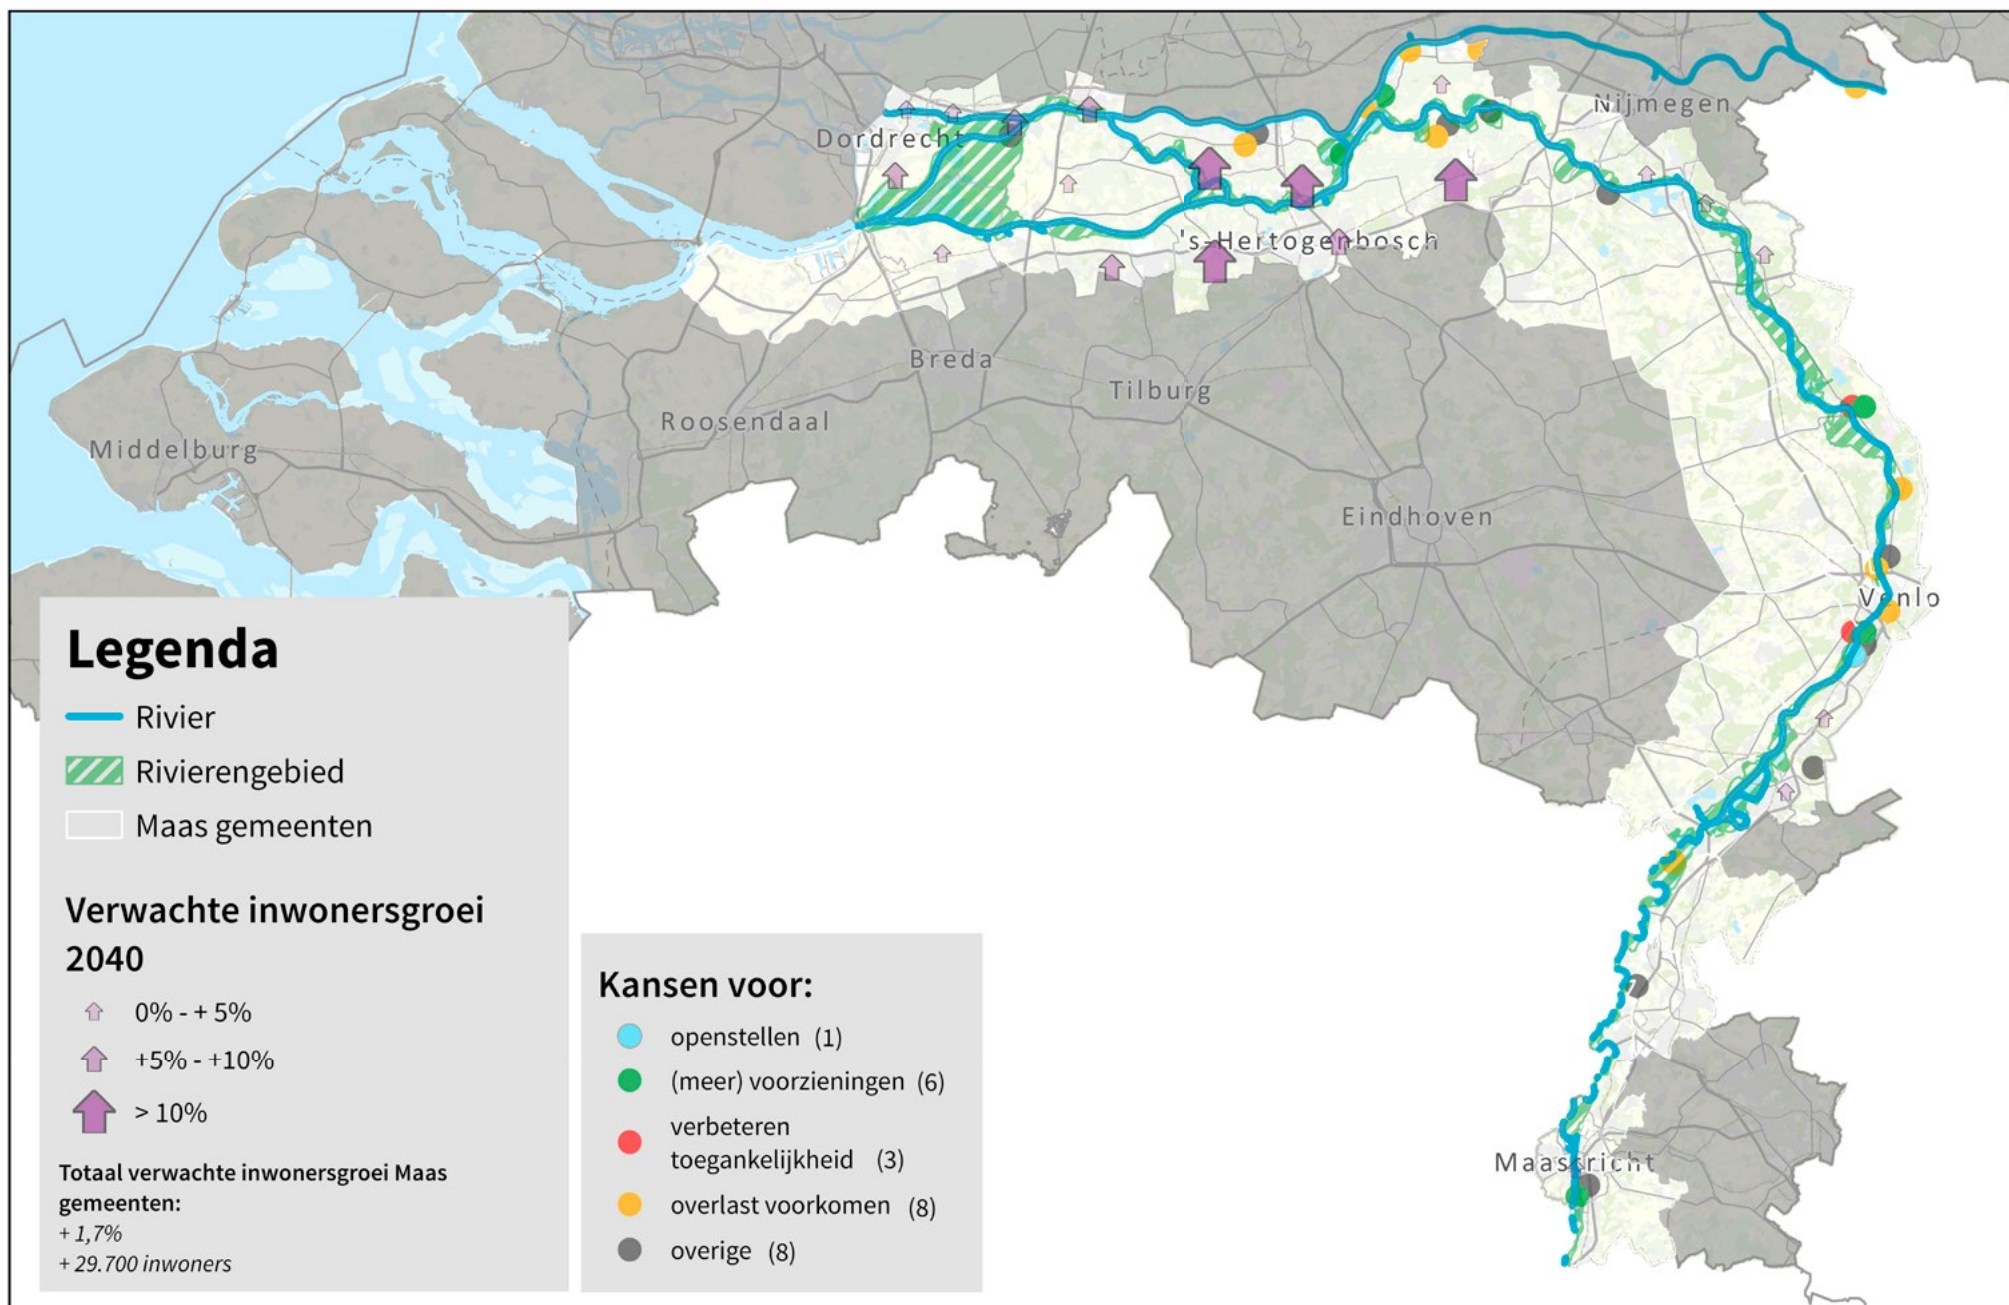 Nijmegen
Dordrecht
's-Hertogenbosch
Breda
Tilburg
Roosendaal
Middelburg
Eindhoven
Venlo
Maastricht
Legenda
Rivier
Rivierengebied
Maas gemeenten
Verwachte inwonersgroei
2040
0% - + 5%
+5% - +10%
> 10%
Totaal verwachte inwonersgroei Maas
gemeenten:
+ 1,7%
+ 29.700 inwoners
Kansen voor:
openstellen (1)
(meer) voorzieningen (6)
verbeteren
toegankelijkheid (3)
overlast voorkomen (8)
overige (8)